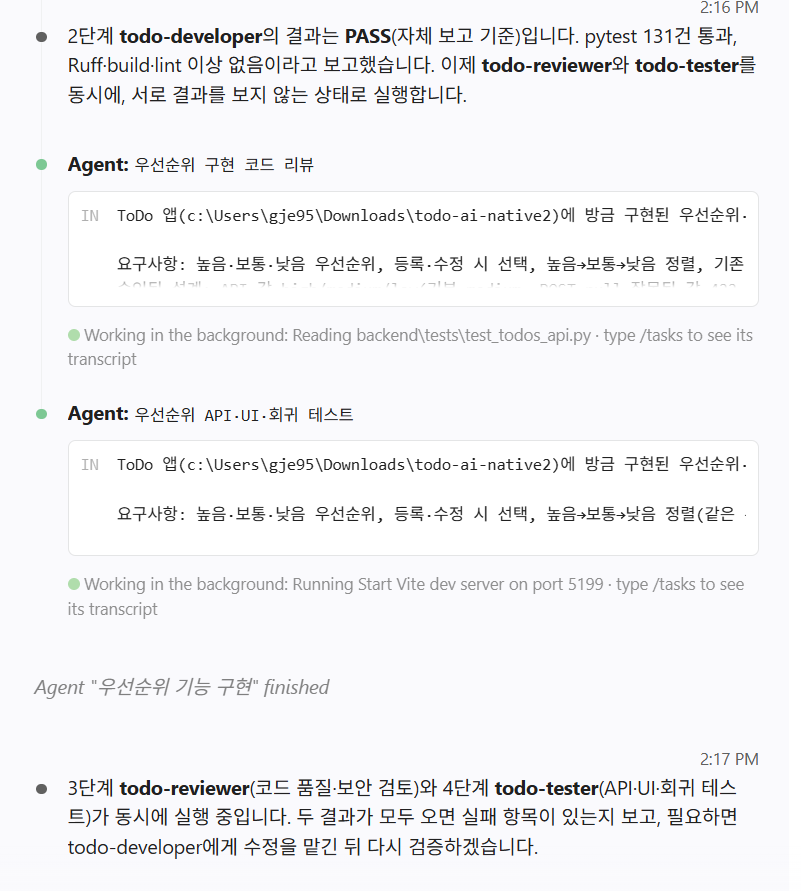 2:16 PM
2단계 todo-developer의 결과는 PASS(자체 보고 기준)입니다. pytest 131건 통과,
Ruff·build·lint 이상 없음이라고 보고했습니다. 이제 todo-reviewer와 todo-tester를
동시에, 서로 결과를 보지 않는 상태로 실행합니다.
Agent: 우선순위 구현 코드 리뷰
IN ToDo 앱(c:\Users\gje95\Downloads\todo-ai-native2)에 방금 구현된 우선순위·
요구사항: 높음·보통·낮음 우선순위, 등록·수정 시 선택, 높음→보통→낮음 정렬, 기존
Working in the background: Reading backend\tests\test_todos_api.py · type /tasks to see its
transcript
Agent: 우선순위 API·UI·회귀 테스트
IN ToDo 앱(c:\Users\gje95\Downloads\todo-ai-native2)에 방금 구현된 우선순위·
요구사항: 높음·보통·낮음 우선순위, 등록·수정 시 선택, 높음→보통→낮음 정렬(같은
Working in the background: Running Start Vite dev server on port 5199 · type /tasks to see
its transcript
Agent "우선순위 기능 구현" finished
2:17 PM
3단계 todo-reviewer(코드 품질·보안 검토)와 4단계 todo-tester(API·UI·회귀 테스
트)가 동시에 실행 중입니다. 두 결과가 모두 오면 실패 항목이 있는지 보고, 필요하면
todo-developer에게 수정을 맡긴 뒤 다시 검증하겠습니다.